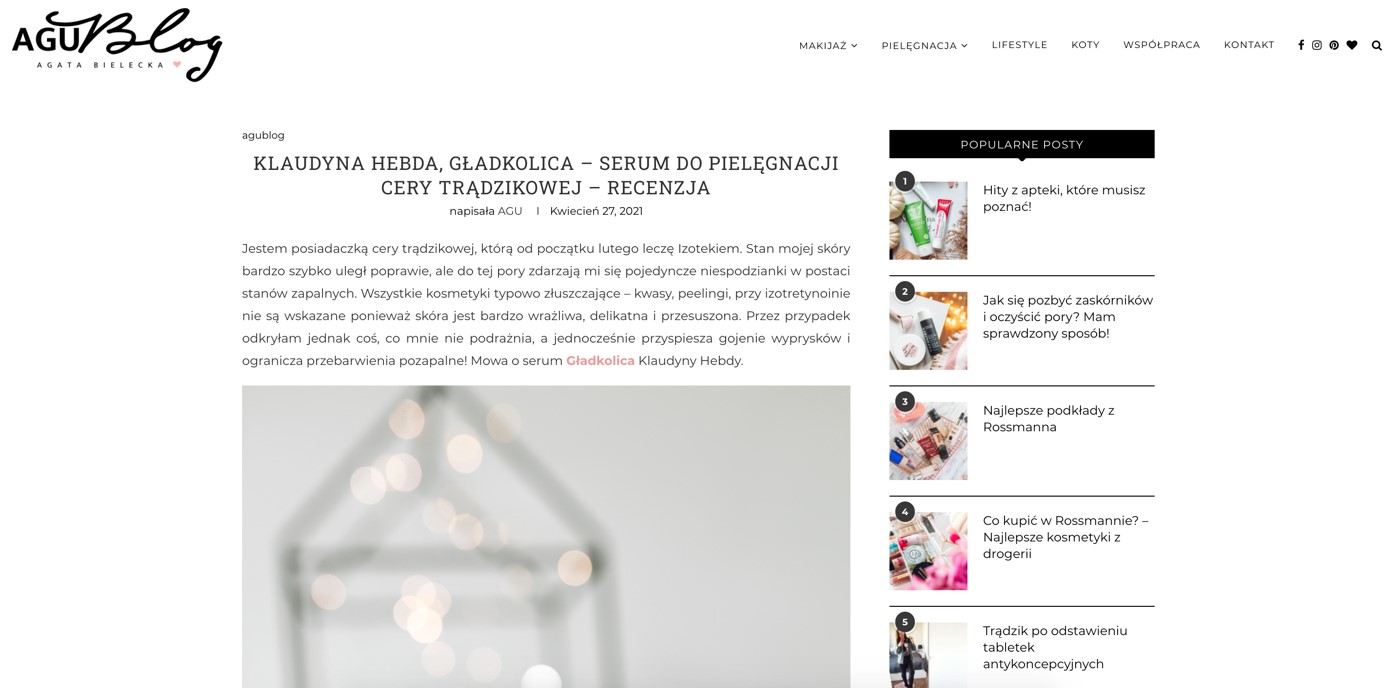 AGUBlog
AGATA BIELECKA
MAKIJAŻ
PIELĘGNACJA
LIFESTYLE
KOTY
WSPÓŁPRACA
KONTAKT
agublog
KLAUDYNA HEBDA, GŁADKOLICA – SERUM DO PIELĘGNACJI
CERY TRĄDZIKOWEJ – RECENZJA
napisała AGU I Kwiecień 27, 2021
Jestem posiadaczką cery trądzikowej, którą od początku lutego leczę Izotekiem. Stan mojej skóry
bardzo szybko uległ poprawie, ale do tej pory zdarzają mi się pojedyncze niespodzianki w postaci
stanów zapalnych. Wszystkie kosmetyki typowo złuszczające – kwasy, peelingi, przy izotretynoinie
nie są wskazane ponieważ skóra jest bardzo wrażliwa, delikatna i przesuszona. Przez przypadek
odkryłam jednak coś, co mnie nie podrażnia, a jednocześnie przyspiesza gojenie wyprysków i
ogranicza przebarwienia pozapalne! Mowa o serum Gładkolica Klaudyny Hebdy.
POPULARNE POSTY
1
Hity z apteki, które musisz
poznać!
2
Jak się pozbyć zaskórników
i oczyścić pory? Mam
sprawdzony sposób!
3
Najlepsze podkłady z
Rossmanna
4
Co kupić w Rossmannie? –
Najlepsze kosmetyki z
drogerii
5
Trądzik po odstawieniu
tabletek
antykoncepcyjnych